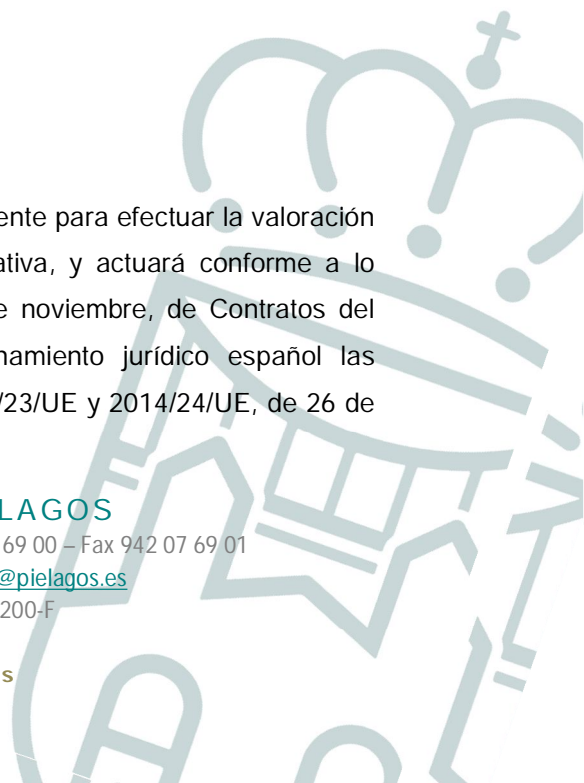 ente para efectuar la valoración
ativa, y actuará conforme a lo
e noviembre, de Contratos del
namiento jurídico español las
/23/UE y 2014/24/UE, de 26 de
LAGOS
69 00 – Fax 942 07 69 01
@pielagos.es
200-F
s